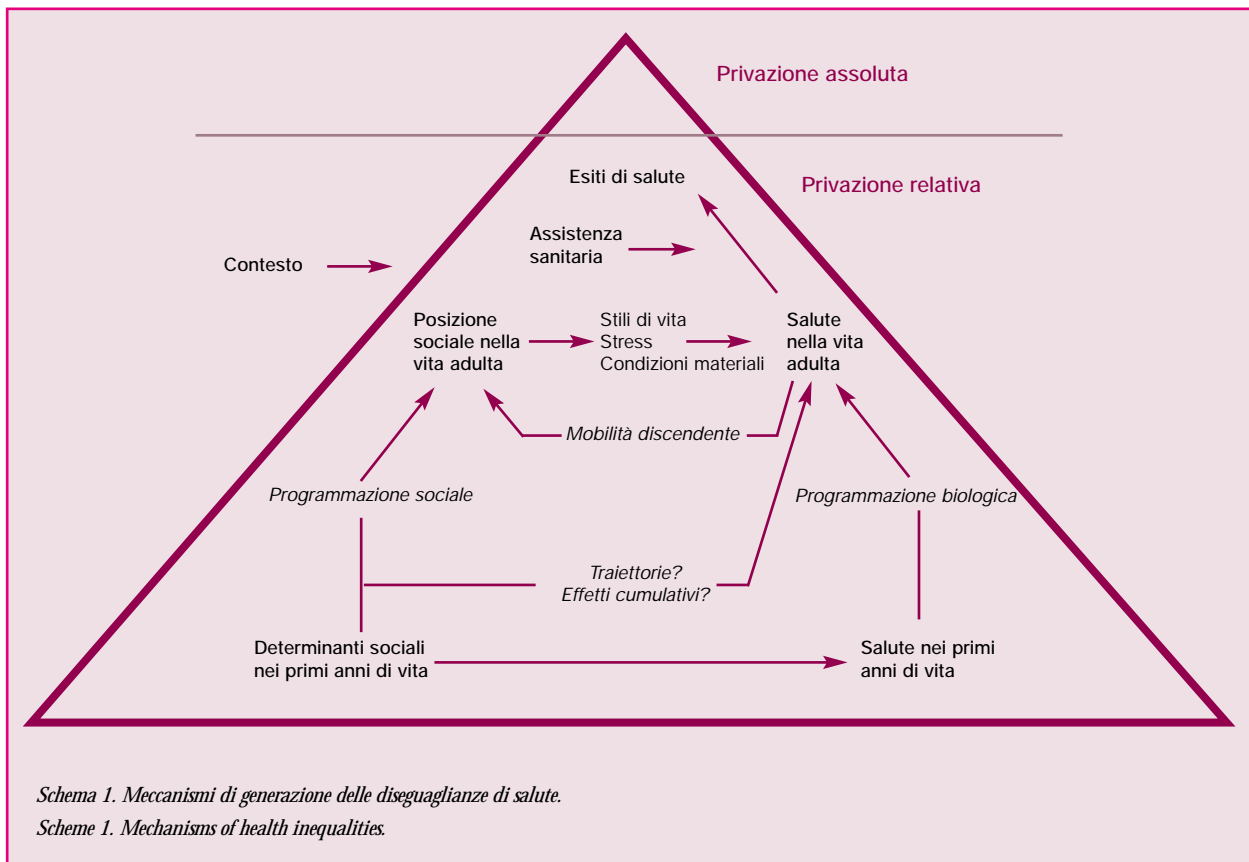 Privazione assoluta
Esiti di salute
Privazione relativa
Assistenza
sanitaria
Contesto
Posizione
sociale nella
vita adulta
Stili di vita
Stress
Condizioni materiali
Salute
nella vita
adulta
Mobilità discendente
Programmazione sociale
Programmazione biologica
Traiettorie?
Effetti cumulativi?
Determinanti sociali
nei primi anni di vita
Salute nei primi
anni di vita
Schema 1. Meccanismi di generazione delle diseguaglianze di salute.
Scheme 1. Mechanisms of health inequalities.